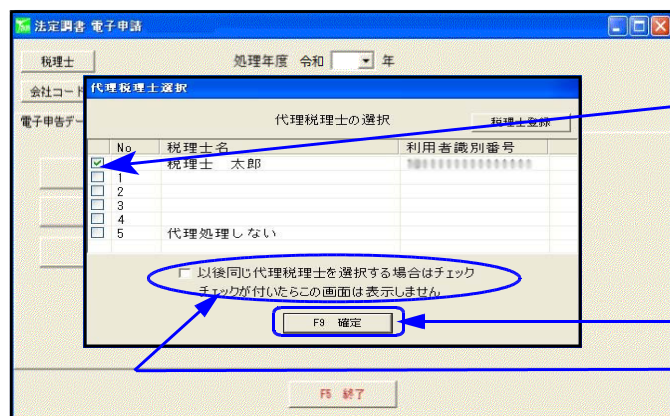 法定調書 電子申請
税理士
処理年度 令和 年
会社コード
電子申告デー
代理税理士選択
代理税理士の選択
税理士登録
No 税理士名 利用者識別番号
税理士 太郎
1
2
3
4
5 代理処理しない
以後同じ代理税理士を選択する場合はチェック
チェックが付いたらこの画面は表示しません
F9 確定
F5 終了